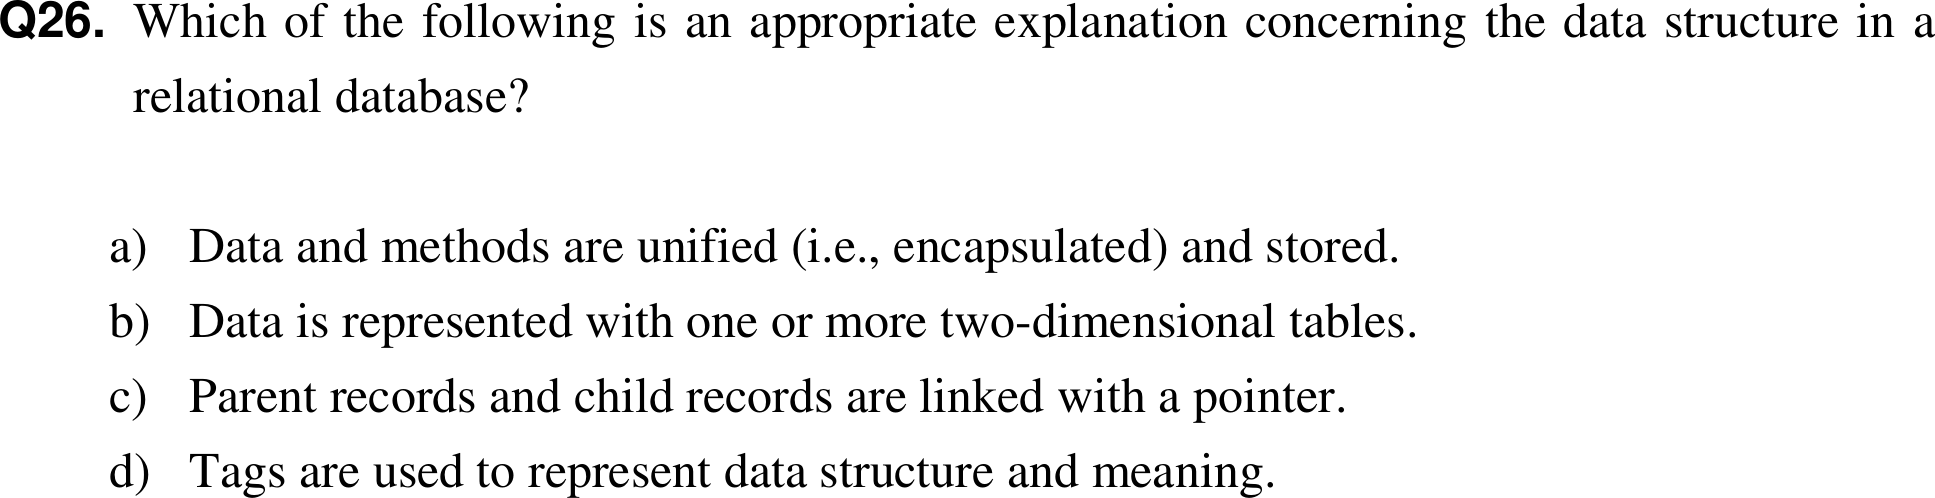 Q26. Which of the following is an appropriate explanation concerning the data structure in a
relational database?
a) Data and methods are unified (i.e., encapsulated) and stored.
b) Data is represented with one or more two-dimensional tables.
c) Parent records and child records are linked with a pointer.
d) Tags are used to represent data structure and meaning.